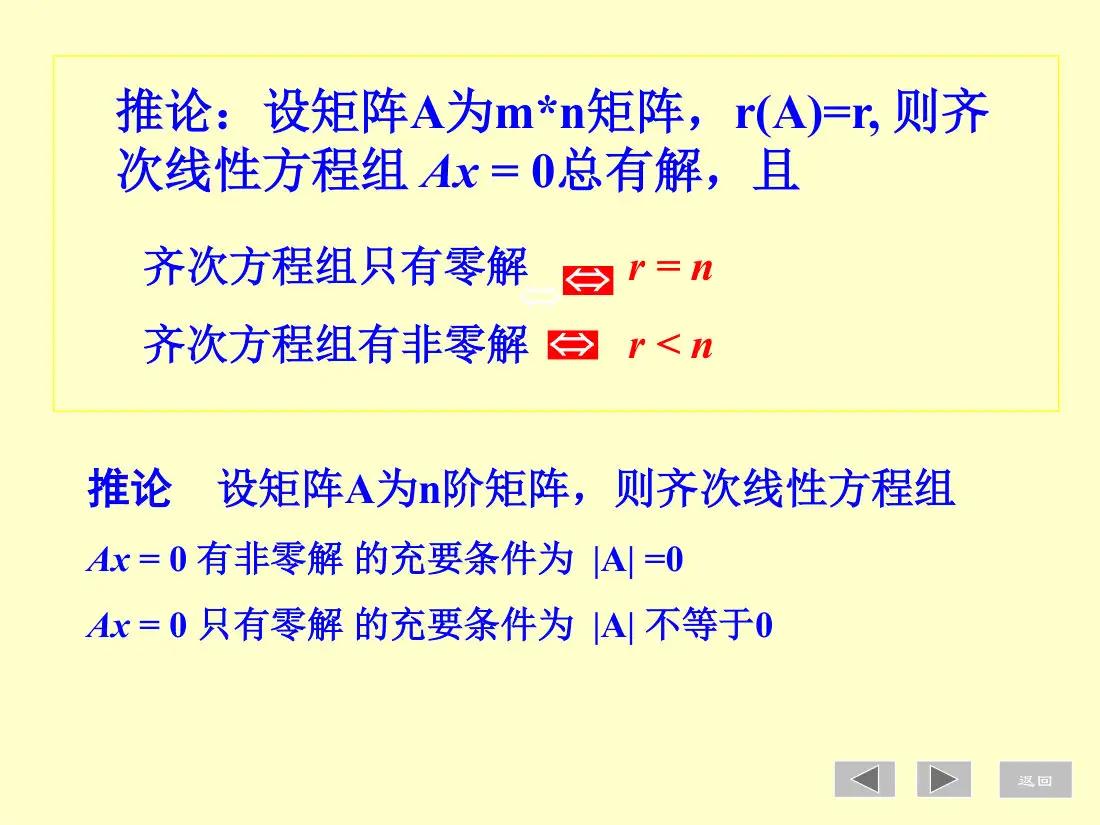 推论：设矩阵A为m*n矩阵，r(A)=r, 则齐
次线性方程组 Ax = 0总有解，且
齐次方程组只有零解 ⇔ r = n
齐次方程组有非零解 ⇔ r < n
推论 设矩阵A为n阶矩阵，则齐次线性方程组
Ax = 0 有非零解 的充要条件为 |A| =0
Ax = 0 只有零解 的充要条件为 |A| 不等于0
返回